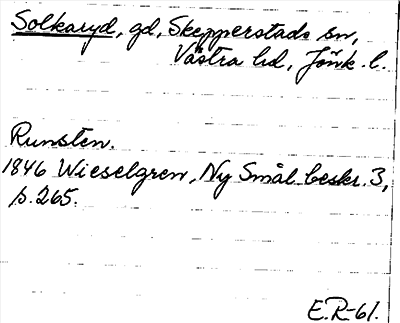 Solkaryd, gd, Skepperstads sn,
Västra hd, Jönk. l.
Runsten.
1846 Wieselgren, Ny Smål. beskr. 3,
p. 265.
E.R-61.